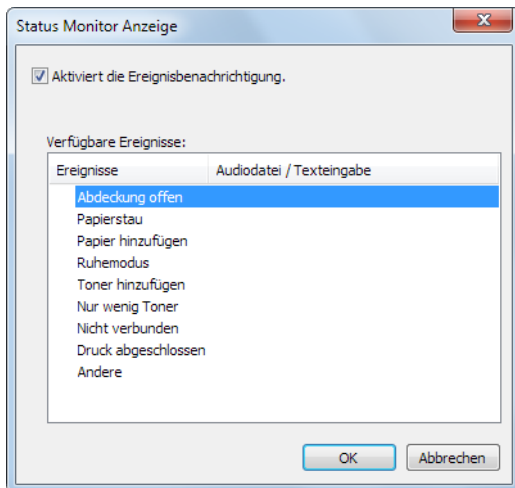 Status Monitor Anzeige
Aktiviert die Ereignisbenachrichtigung.
Verfügbare Ereignisse:
Ereignisse Audiodatei / Texteingabe
Abdeckung offen
Papierstau
Papier hinzufügen
Ruhemodus
Toner hinzufügen
Nur wenig Toner
Nicht verbunden
Druck abgeschlossen
Andere
OK Abbrechen